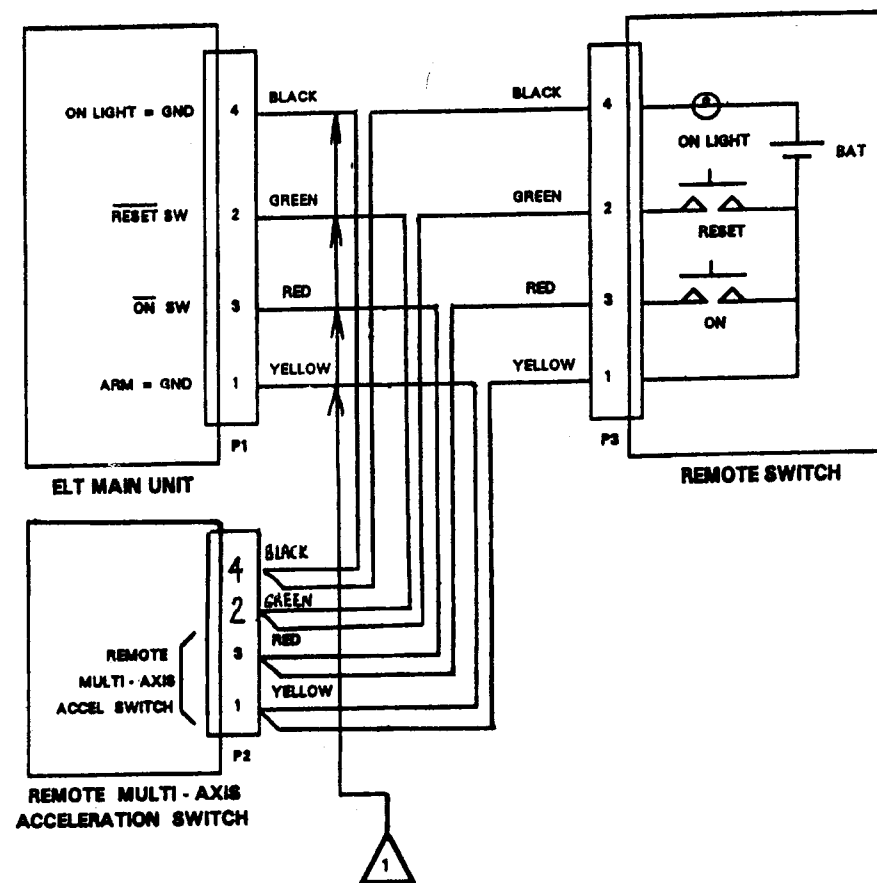 ON LIGHT = GND
4
BLACK
RESET SW
2
GREEN
ON SW
3
RED
ARM = GND
1
YELLOW
P1
ELT MAIN UNIT
BLACK
4
ON LIGHT
BAT
GREEN
2
RESET
RED
3
ON
YELLOW
1
P3
REMOTE SWITCH
4
BLACK
2
GREEN
RED
REMOTE
3
MULTI - AXIS
YELLOW
ACCEL SWITCH
1
P2
REMOTE MULTI - AXIS
ACCELERATION SWITCH
1